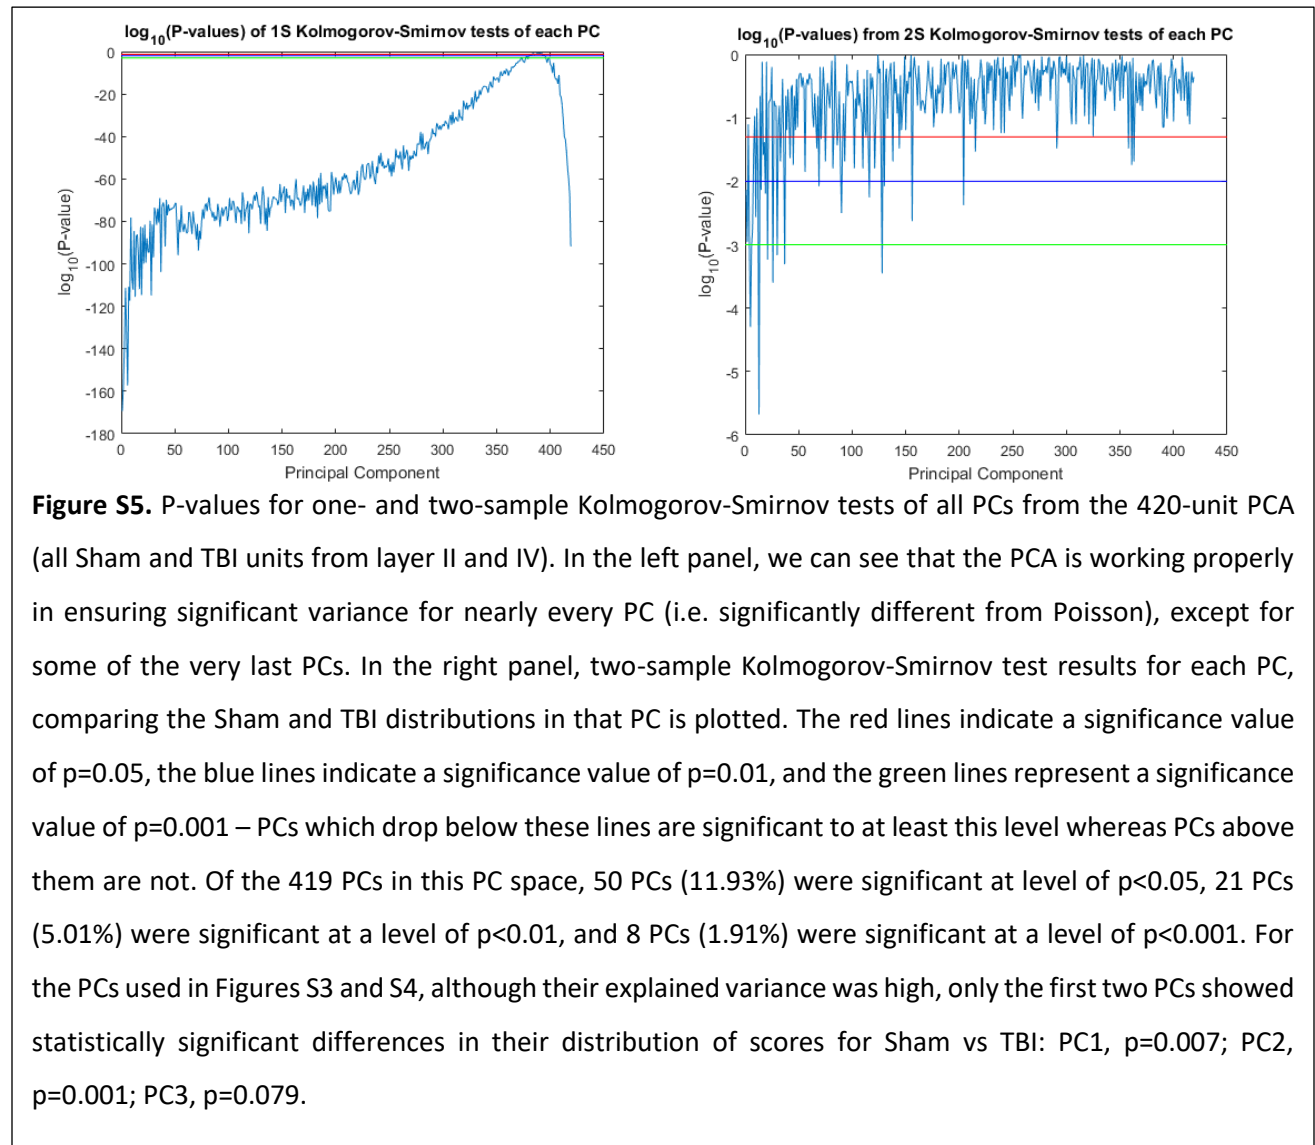 log10(P-values) of 1S Kolmogorov-Smirnov tests of each PC
0
-20
-40
-60
-80
-100
-120
-140
-160
-180
log10(P-value)
0 50 100 150 200 250 300 350 400 450
Principal Component
log10(P-values) from 2S Kolmogorov-Smirnov tests of each PC
0
-1
-2
-3
-4
-5
-6
log10(P-value)
0 50 100 150 200 250 300 350 400 450
Principal Component
Figure S5. P-values for one- and two-sample Kolmogorov-Smirnov tests of all PCs from the 420-unit PCA
(all Sham and TBI units from layer II and IV). In the left panel, we can see that the PCA is working properly
in ensuring significant variance for nearly every PC (i.e. significantly different from Poisson), except for
some of the very last PCs. In the right panel, two-sample Kolmogorov-Smirnov test results for each PC,
comparing the Sham and TBI distributions in that PC is plotted. The red lines indicate a significance value
of p=0.05, the blue lines indicate a significance value of p=0.01, and the green lines represent a significance
value of p=0.001 – PCs which drop below these lines are significant to at least this level whereas PCs above
them are not. Of the 419 PCs in this PC space, 50 PCs (11.93%) were significant at level of p<0.05, 21 PCs
(5.01%) were significant at a level of p<0.01, and 8 PCs (1.91%) were significant at a level of p<0.001. For
the PCs used in Figures S3 and S4, although their explained variance was high, only the first two PCs showed
statistically significant differences in their distribution of scores for Sham vs TBI: PC1, p=0.007; PC2,
p=0.001; PC3, p=0.079.